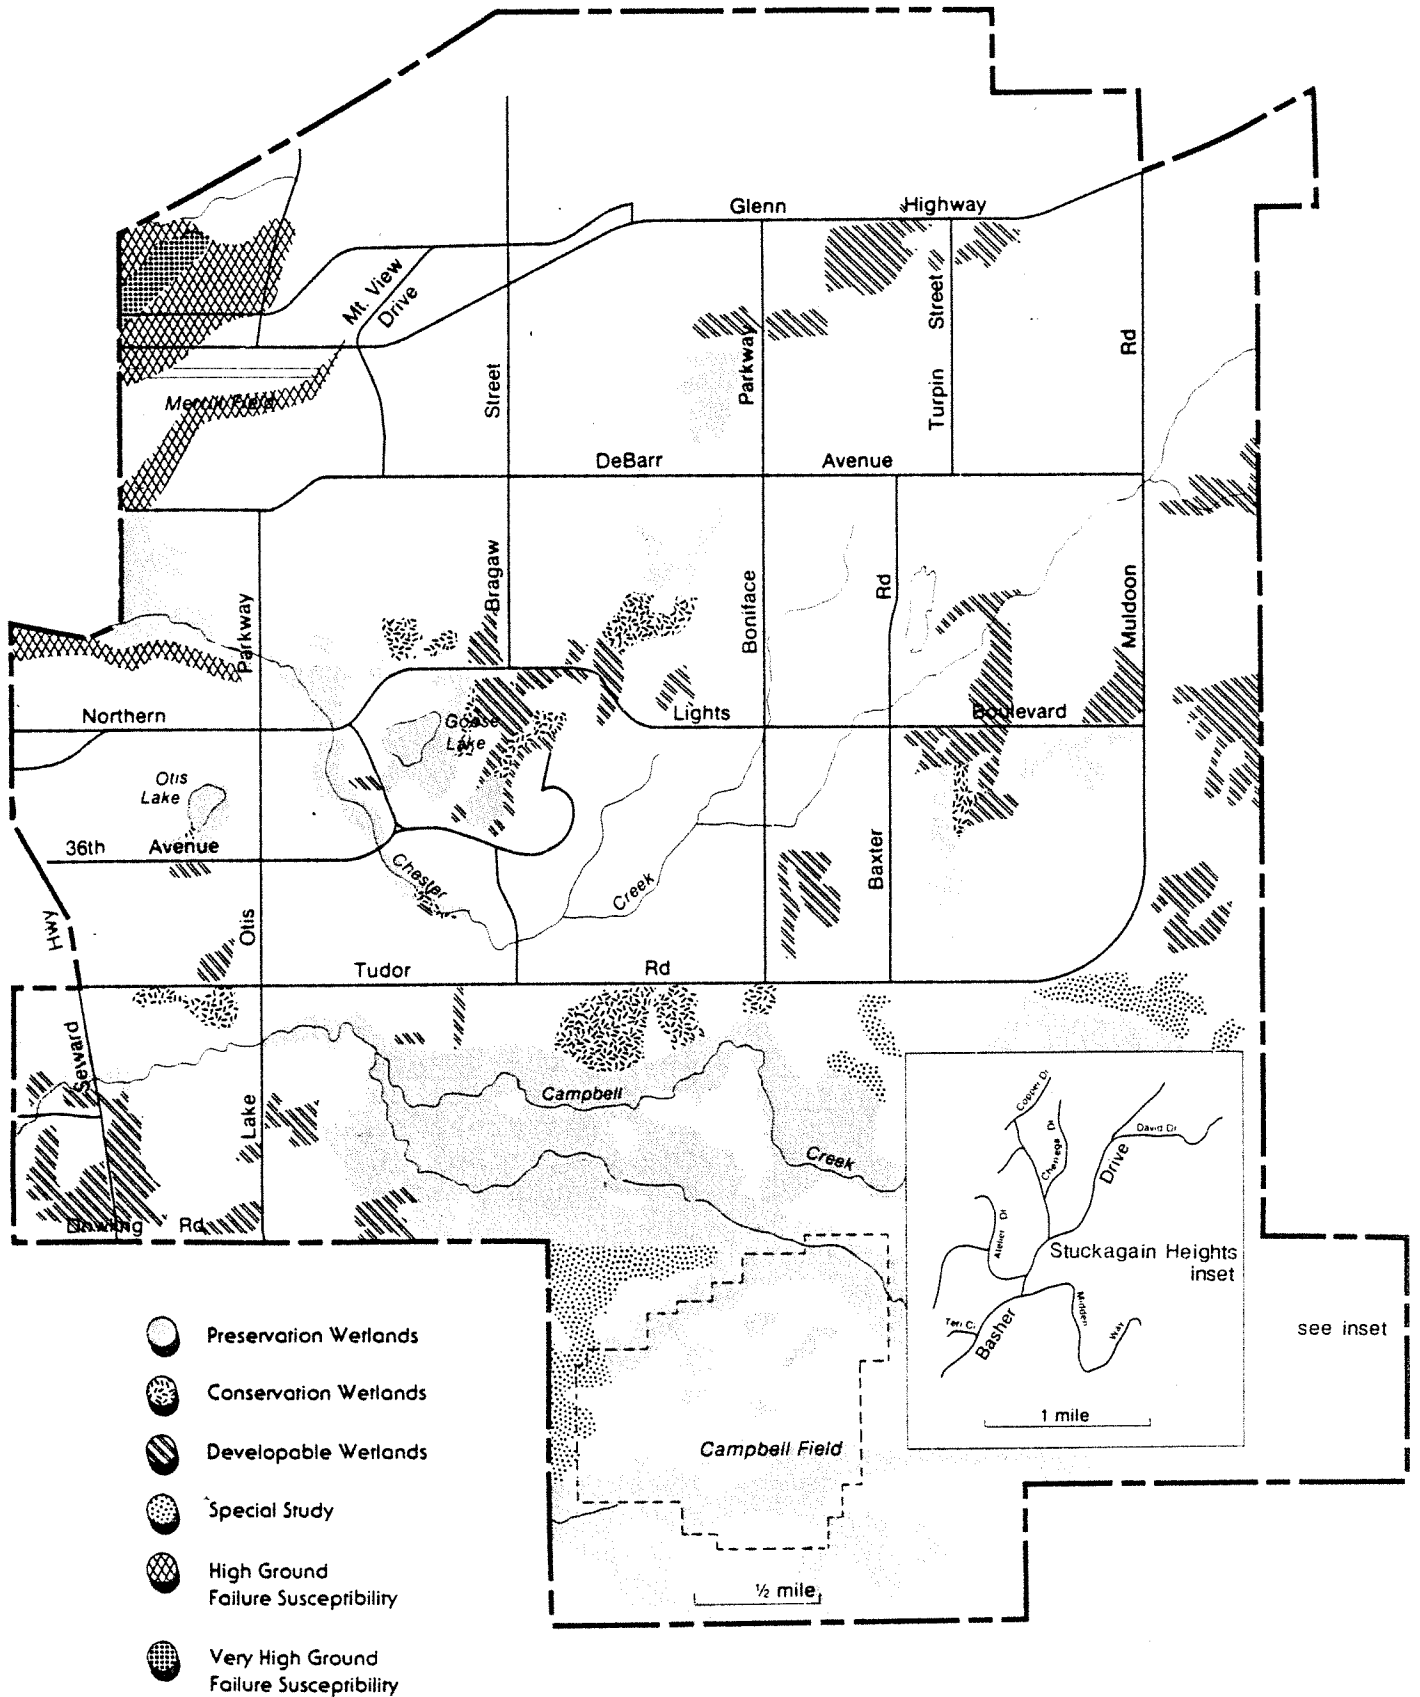 Glenn Highway
Mt. View
Drive
Street
Parkway
Turpin Street
Rd
Merrill Field
DeBarr Avenue
Parkway
Bragaw
Boniface
Rd
Muldoon
Northern Lights Boulevard
Goose
Lake
Otis
Lake
36th Avenue
Chester
Creek
Baxter
Hwy
Otis
Tudor Rd
Seward
Lake
Campbell
Creek
Dowling Rd
Copper Dr
Chenega Dr
David Dr
Drive
Atelier Dr
Stuckagain Heights
inset
Teri C.
Basher
Midden Way
1 mile
see inset
Campbell Field
½ mile
Preservation Wetlands
Conservation Wetlands
Developable Wetlands
Special Study
High Ground
Failure Susceptibility
Very High Ground
Failure Susceptibility